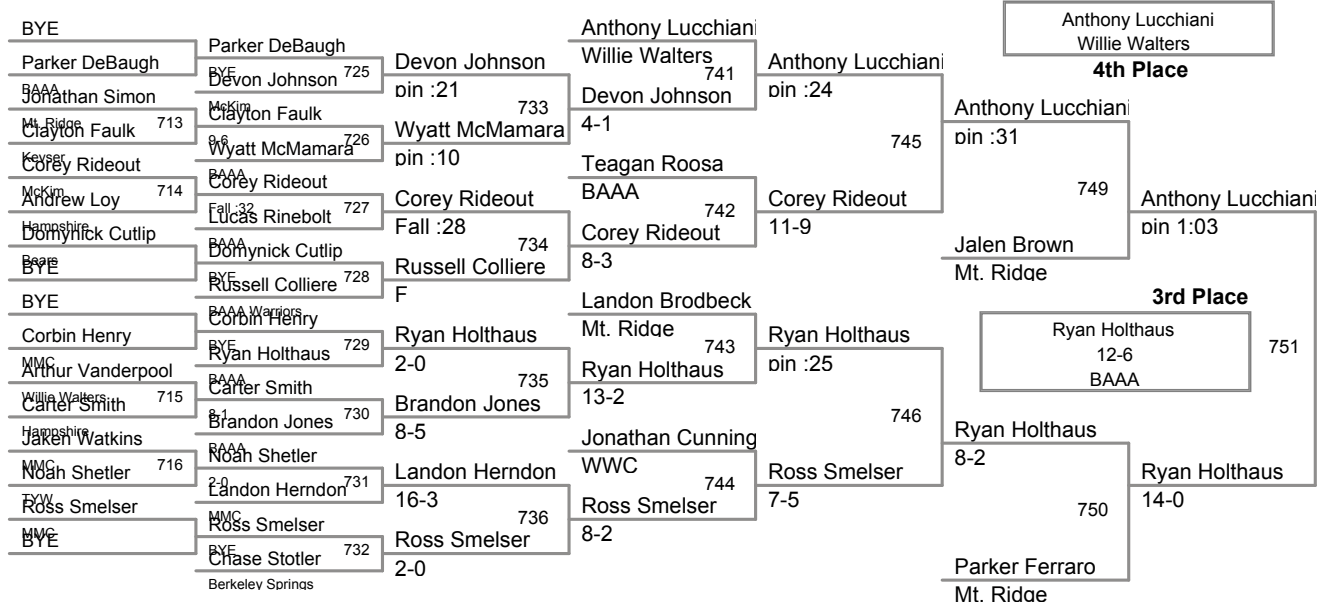 BYE
Parker DeBaugh
BAAA
Jonathan Simon
Mt. Ridge
713
Clayton Faulk
Keyser
Corey Rideout
McKim
714
Andrew Loy
Hampshire
Domynick Cutlip
Bears
BYE
BYE
Corbin Henry
MMC
Arthur Vanderpool
Willie Walters
715
Carter Smith
Hampshire
Jaken Watkins
MMC
716
Noah Shetler
TYW
Ross Smelser
MMC
BYE
Parker DeBaugh
BYE
725
Devon Johnson
McKim
Clayton Faulk
9-6
726
Wyatt McMamara
BAAA
Corey Rideout
Fall :32
727
Lucas Rinebolt
BAAA
Domynick Cutlip
BYE
728
Russell Colliere
BAAA Warriors
Corbin Henry
BYE
729
Ryan Holthaus
BAAA
Carter Smith
8-1
730
Brandon Jones
BAAA
Noah Shetler
2-0
731
Landon Herndon
MMC
Ross Smelser
BYE
732
Chase Stotler
Berkeley Springs
Devon Johnson
pin :21
733
Wyatt McMamara
pin :10
Corey Rideout
Fall :28
734
Russell Colliere
F
Ryan Holthaus
2-0
735
Brandon Jones
8-5
Landon Herndon
16-3
736
Ross Smelser
2-0
Anthony Lucchiani
Willie Walters
741
Devon Johnson
4-1
Teagan Roosa
BAAA
742
Corey Rideout
8-3
Landon Brodbeck
Mt. Ridge
743
Ryan Holthaus
13-2
Jonathan Cunning
WWC
744
Ross Smelser
8-2
Anthony Lucchiani
pin :24
745
Corey Rideout
11-9
Ryan Holthaus
pin :25
746
Ross Smelser
7-5
Anthony Lucchiani
pin :31
749
Jalen Brown
Mt. Ridge
Ryan Holthaus
8-2
750
Parker Ferraro
Mt. Ridge
Anthony Lucchiani
Willie Walters
4th Place
Anthony Lucchiani
pin 1:03
3rd Place
Ryan Holthaus
12-6
BAAA
751
Ryan Holthaus
14-0